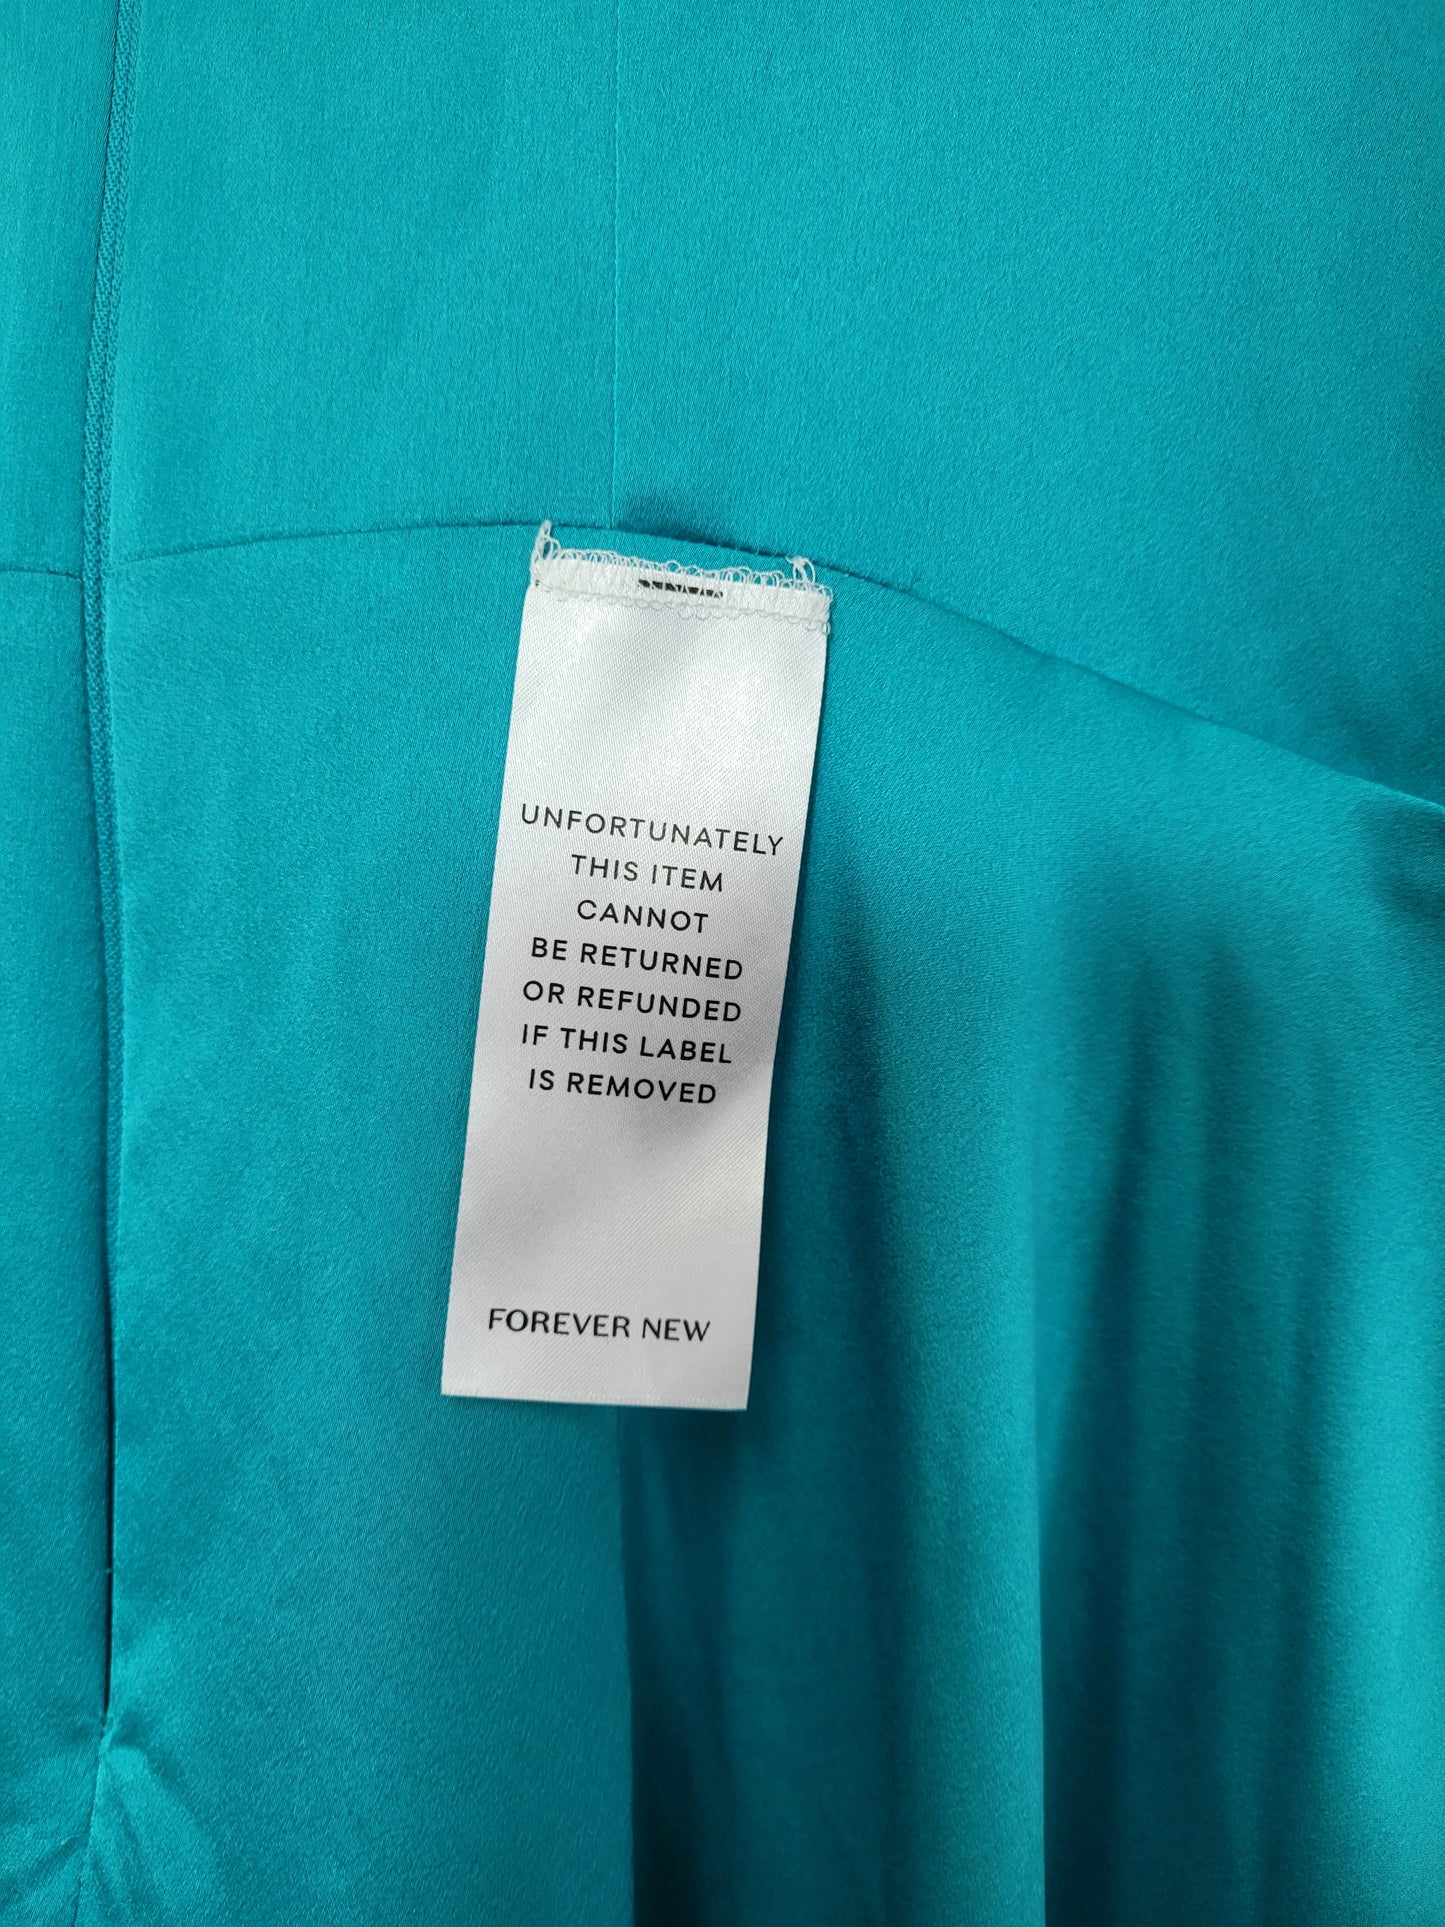 UNFORTUNATELY
THIS ITEM
CANNOT
BE RETURNED
OR REFUNDED
IF THIS LABEL
IS REMOVED
FOREVER NEW